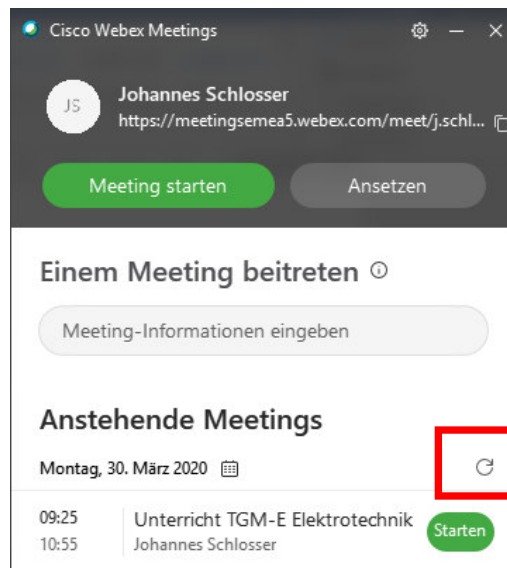 Cisco Webex Meetings
JS
Johannes Schlosser
https://meetingsemea5.webex.com/meet/j.schl...
Meeting starten
Ansetzen
Einem Meeting beitreten
Meeting-Informationen eingeben
Anstehende Meetings
Montag, 30. März 2020
09:25 Unterricht TGM-E Elektrotechnik Starten
10:55 Johannes Schlosser